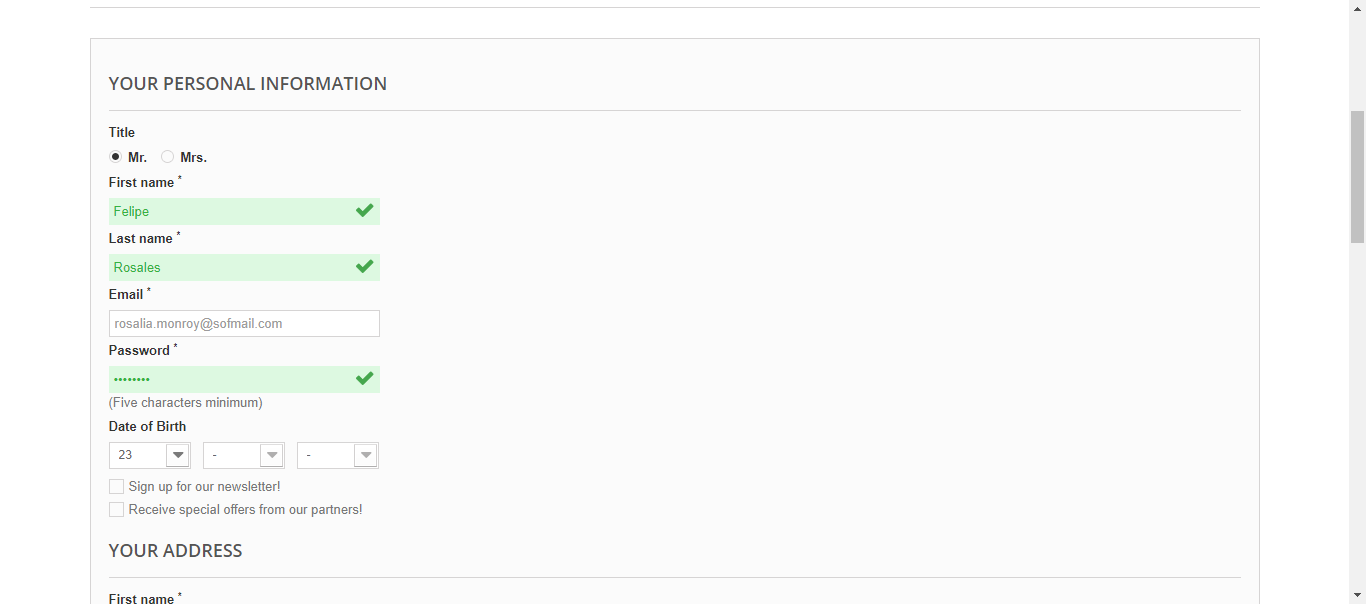 YOUR PERSONAL INFORMATION
Title
Mr. Mrs.
First name *
Felipe
Last name *
Rosales
Email *
rosalia.monroy@sofmail.com
Password *
••••••••
(Five characters minimum)
Date of Birth
23 - -
Sign up for our newsletter!
Receive special offers from our partners!
YOUR ADDRESS
First name *